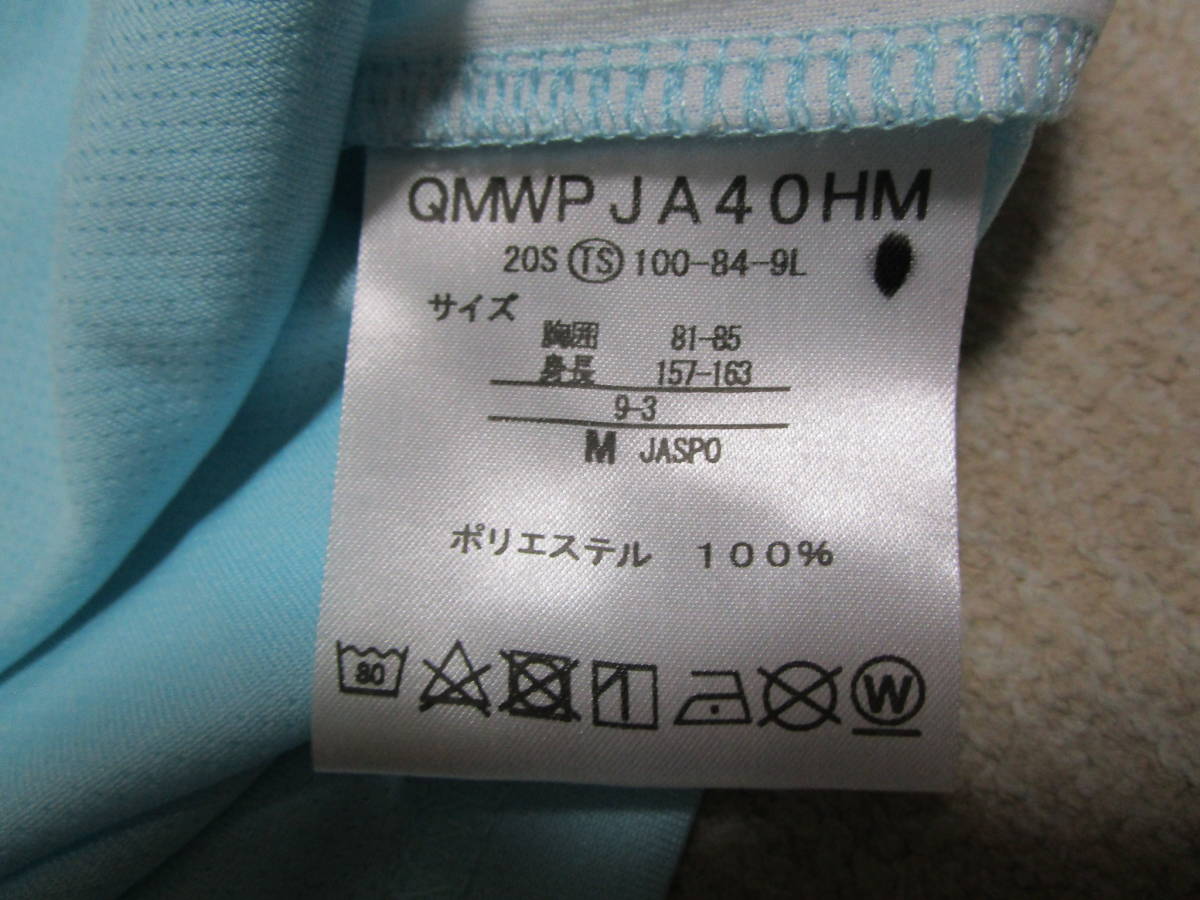 QMWPJA40HM
20S TS 100-84-9L
サイズ
胸囲 81-85
身長 157-163
9-3
M JASPO
ポリエステル 100%
80
W